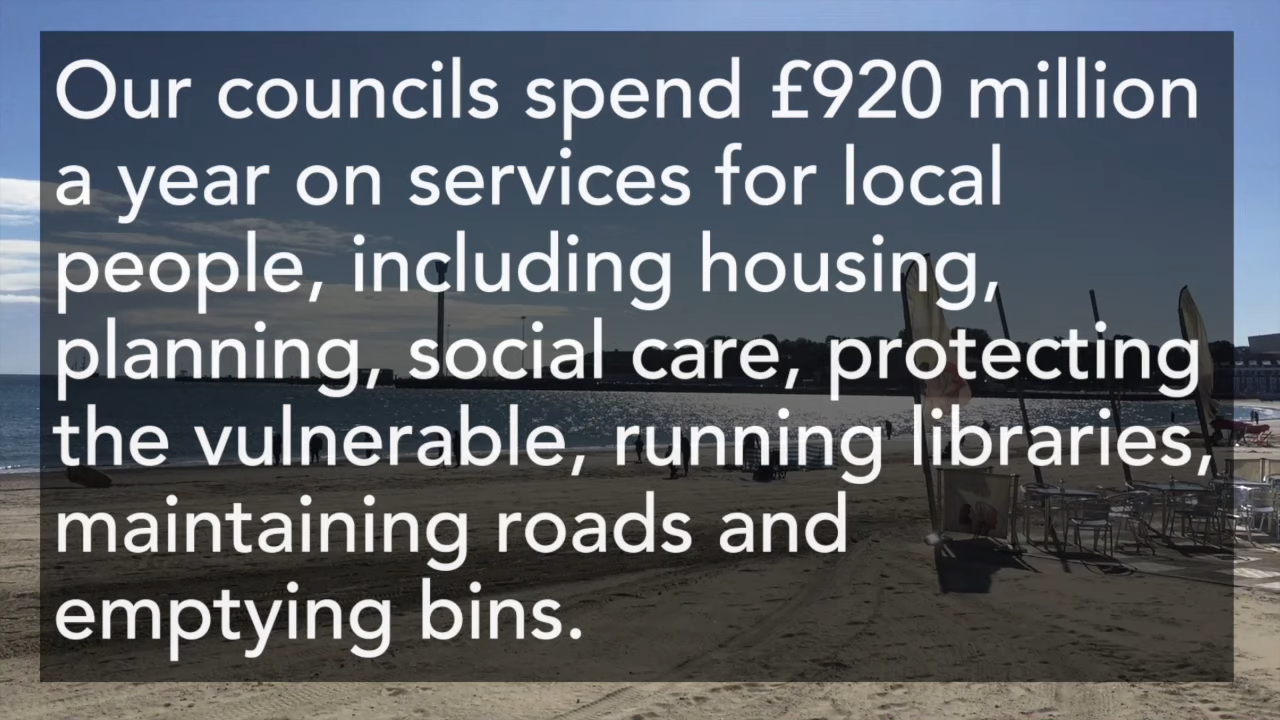 Our councils spend £920 million
a year on services for local
people, including housing,
planning, social care, protecting
the vulnerable, running libraries,
maintaining roads and
emptying bins.